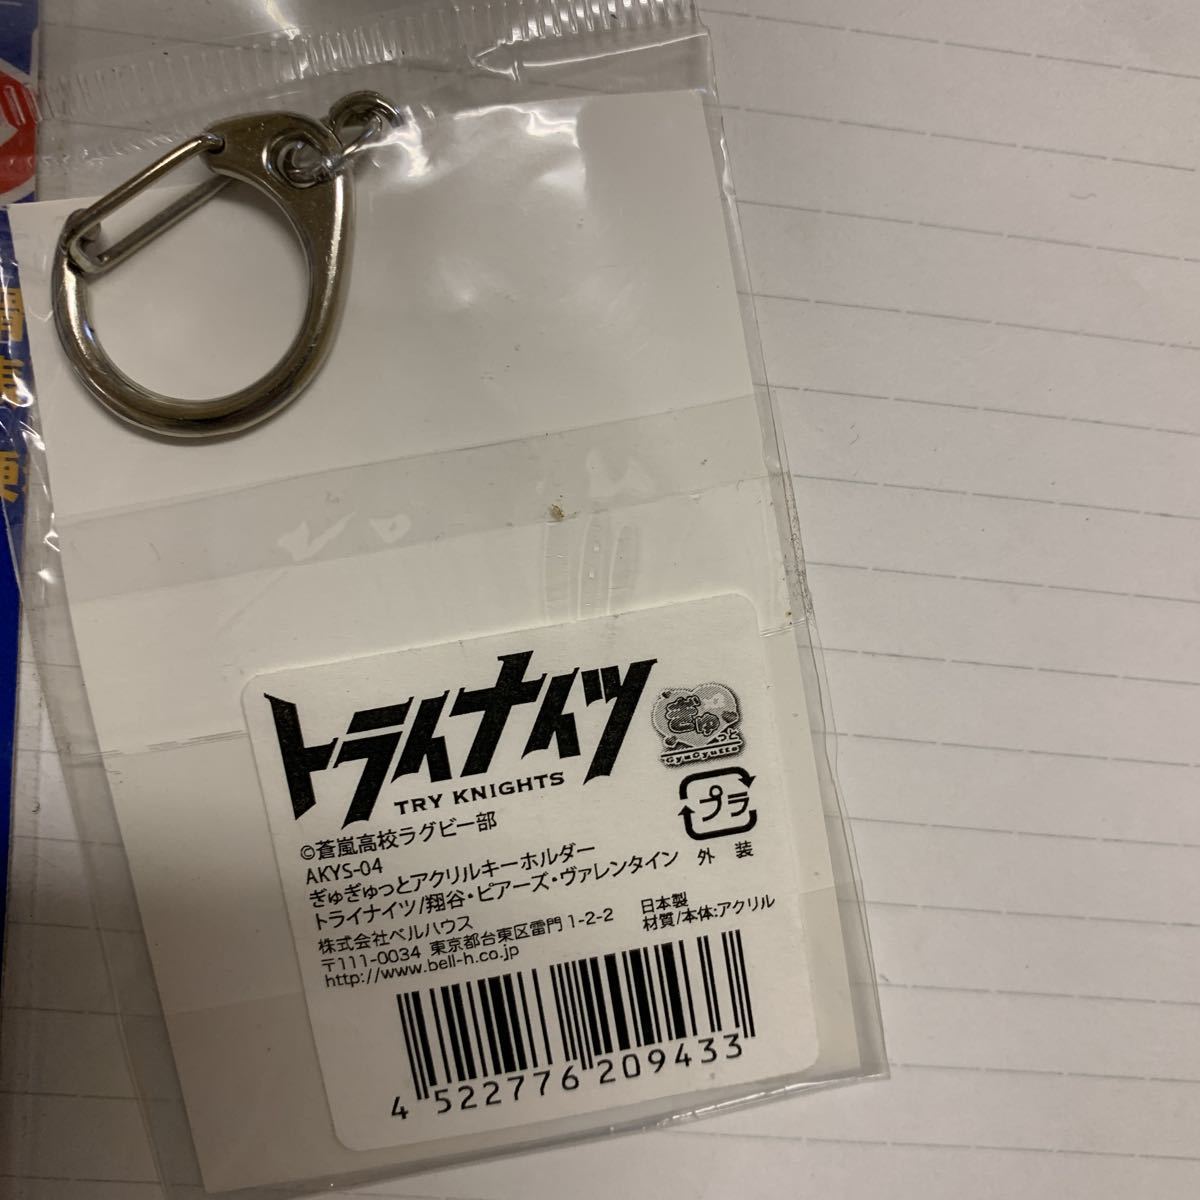 トライナイツ
TRY KNIGHTS
ぎゅ
っと
GyuGyutto
プラ
外装
©蒼嵐高校ラグビー部
AKYS-04
ぎゅぎゅっとアクリルキーホルダー
トライナイツ/翔谷・ピアーズ・ヴァレンタイン
株式会社ベルハウス
〒111-0034 東京都台東区雷門1-2-2
http://www.bell-h.co.jp
日本製
材質/本体:アクリル
4 522776 209433